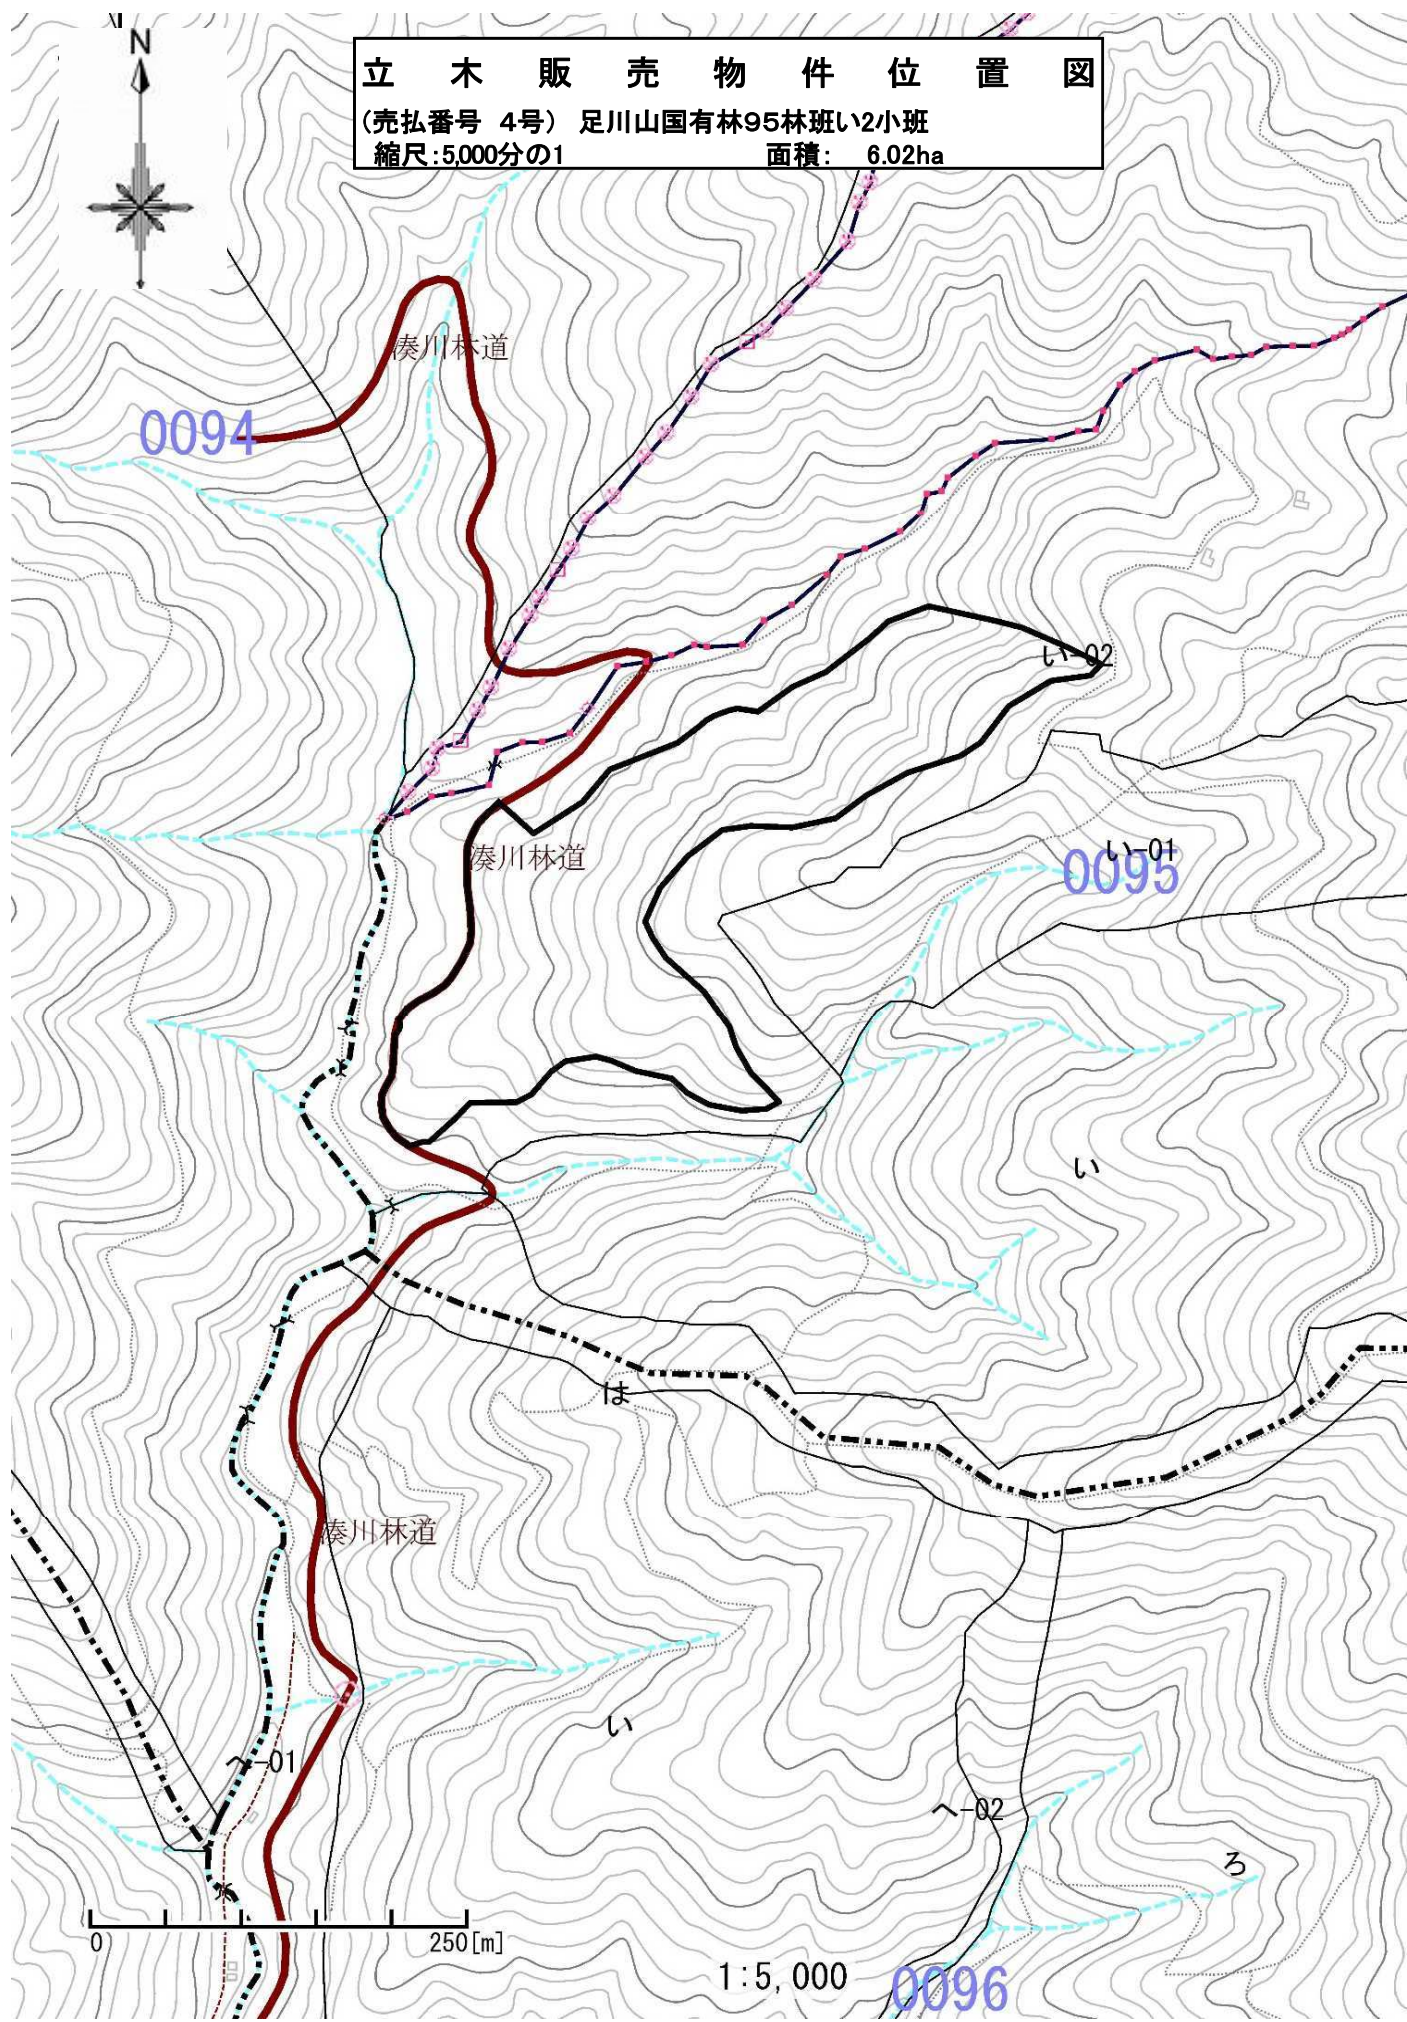 N
立木販売物件位置図
(売払番号 4号) 足川山国有林95林班い2小班
縮尺:5,000分の1 面積: 6.02ha
湊川林道
0094
い-02
い-01
0095
湊川林道
い
は
湊川林道
い
へ-01
へ-02
ろ
0 250[m]
1:5,000
0096